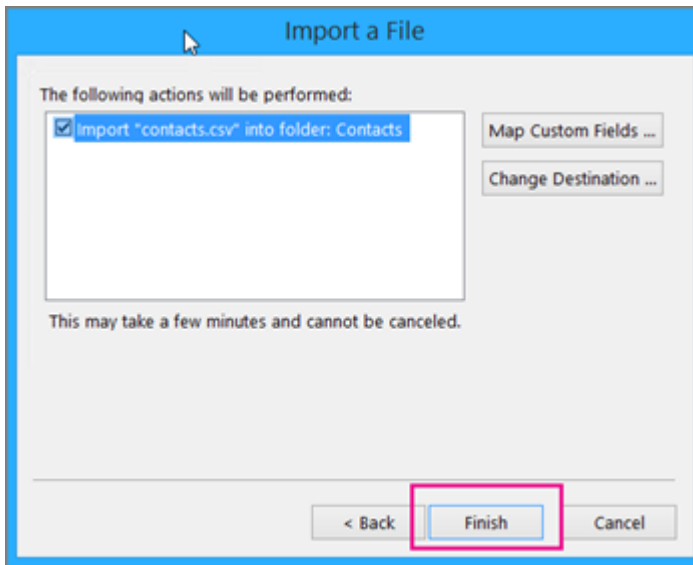 Import a File
The following actions will be performed:
Import "contacts.csv" into folder: Contacts
Map Custom Fields ...
Change Destination ...
This may take a few minutes and cannot be canceled.
< Back
Finish
Cancel